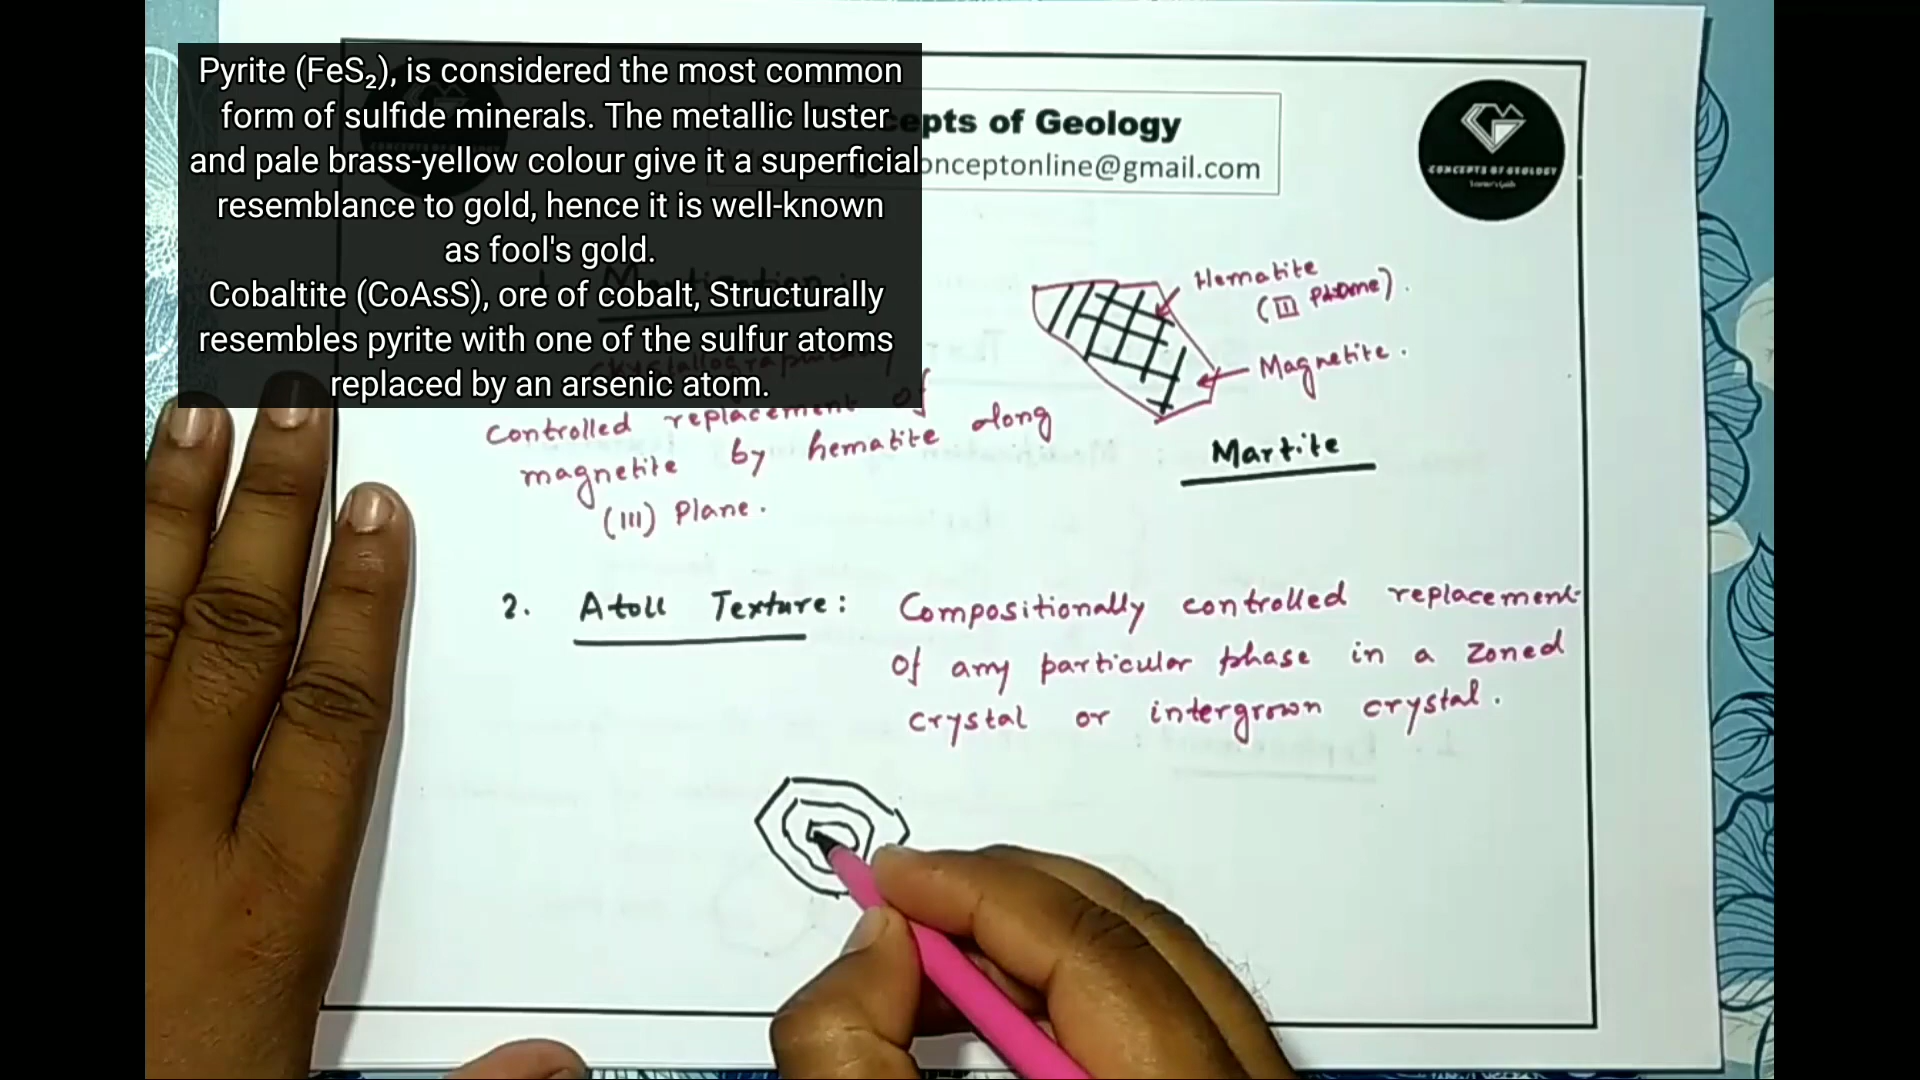 Pyrite (FeS₂), is considered the most common
form of sulfide minerals. The metallic luster
and pale brass-yellow colour give it a superficial
resemblance to gold, hence it is well-known
as fool's gold.
Cobaltite (CoAsS), ore of cobalt, Structurally
resembles pyrite with one of the sulfur atoms
replaced by an arsenic atom.
epts of Geology
onceptonline@gmail.com
CONCEPTS OF GEOLOGY
Hematite
Magnetite.
Martite
controlled replacement of
magnetite by hematite along
(111) Plane.
2. Atoll Texture: Compositionally controlled replacement
of any particular phase in a zoned
crystal or intergrown crystal.